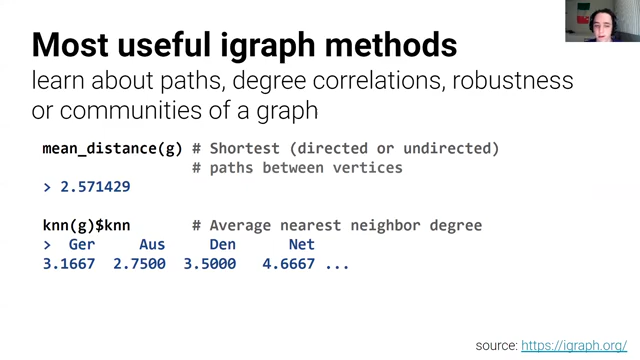 Most useful igraph methods
learn about paths, degree correlations, robustness
or communities of a graph
mean_distance(g) # Shortest (directed or undirected)
# paths between vertices
> 2.571429
knn(g)$knn # Average nearest neighbor degree
> Ger Aus Den Net
3.1667 2.7500 3.5000 4.6667 ...
source: https://igraph.org/